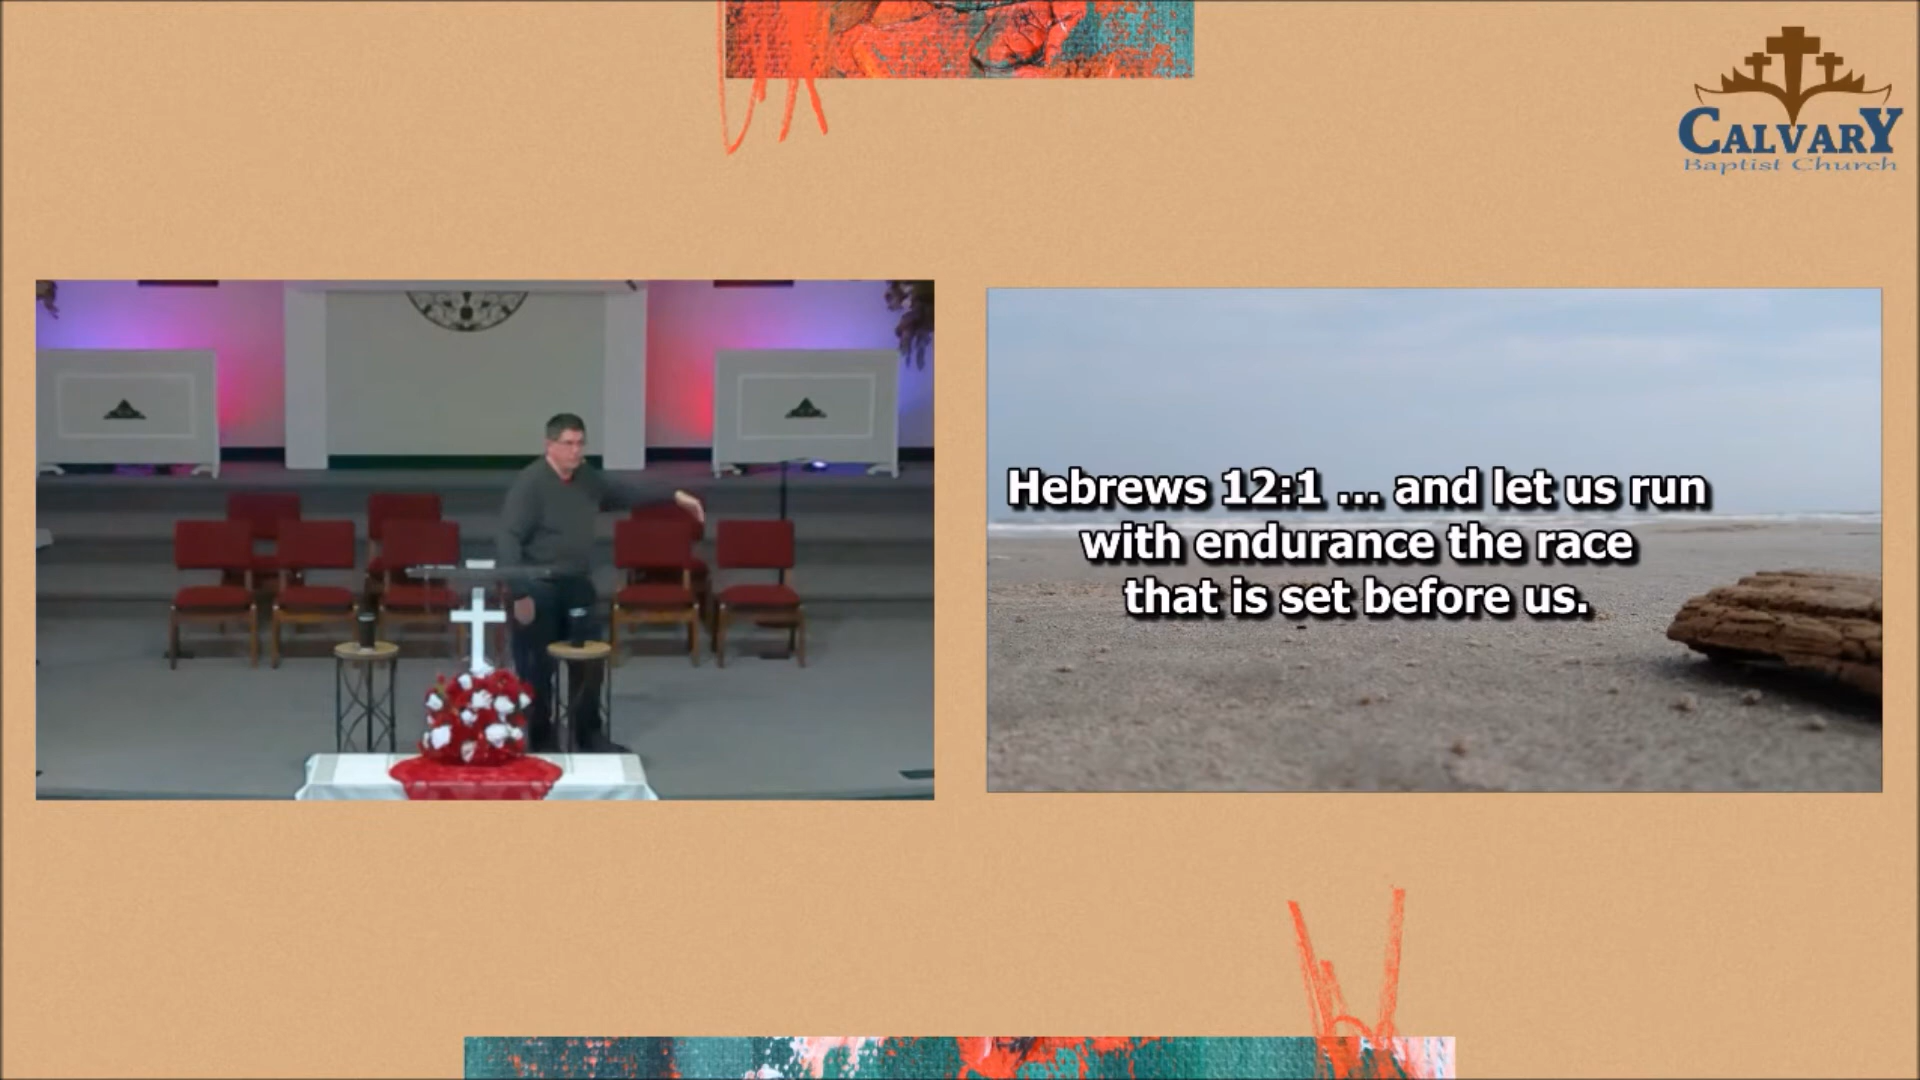 CALVARY
Baptist Church
Hebrews 12:1 ... and let us run
with endurance the race
that is set before us.